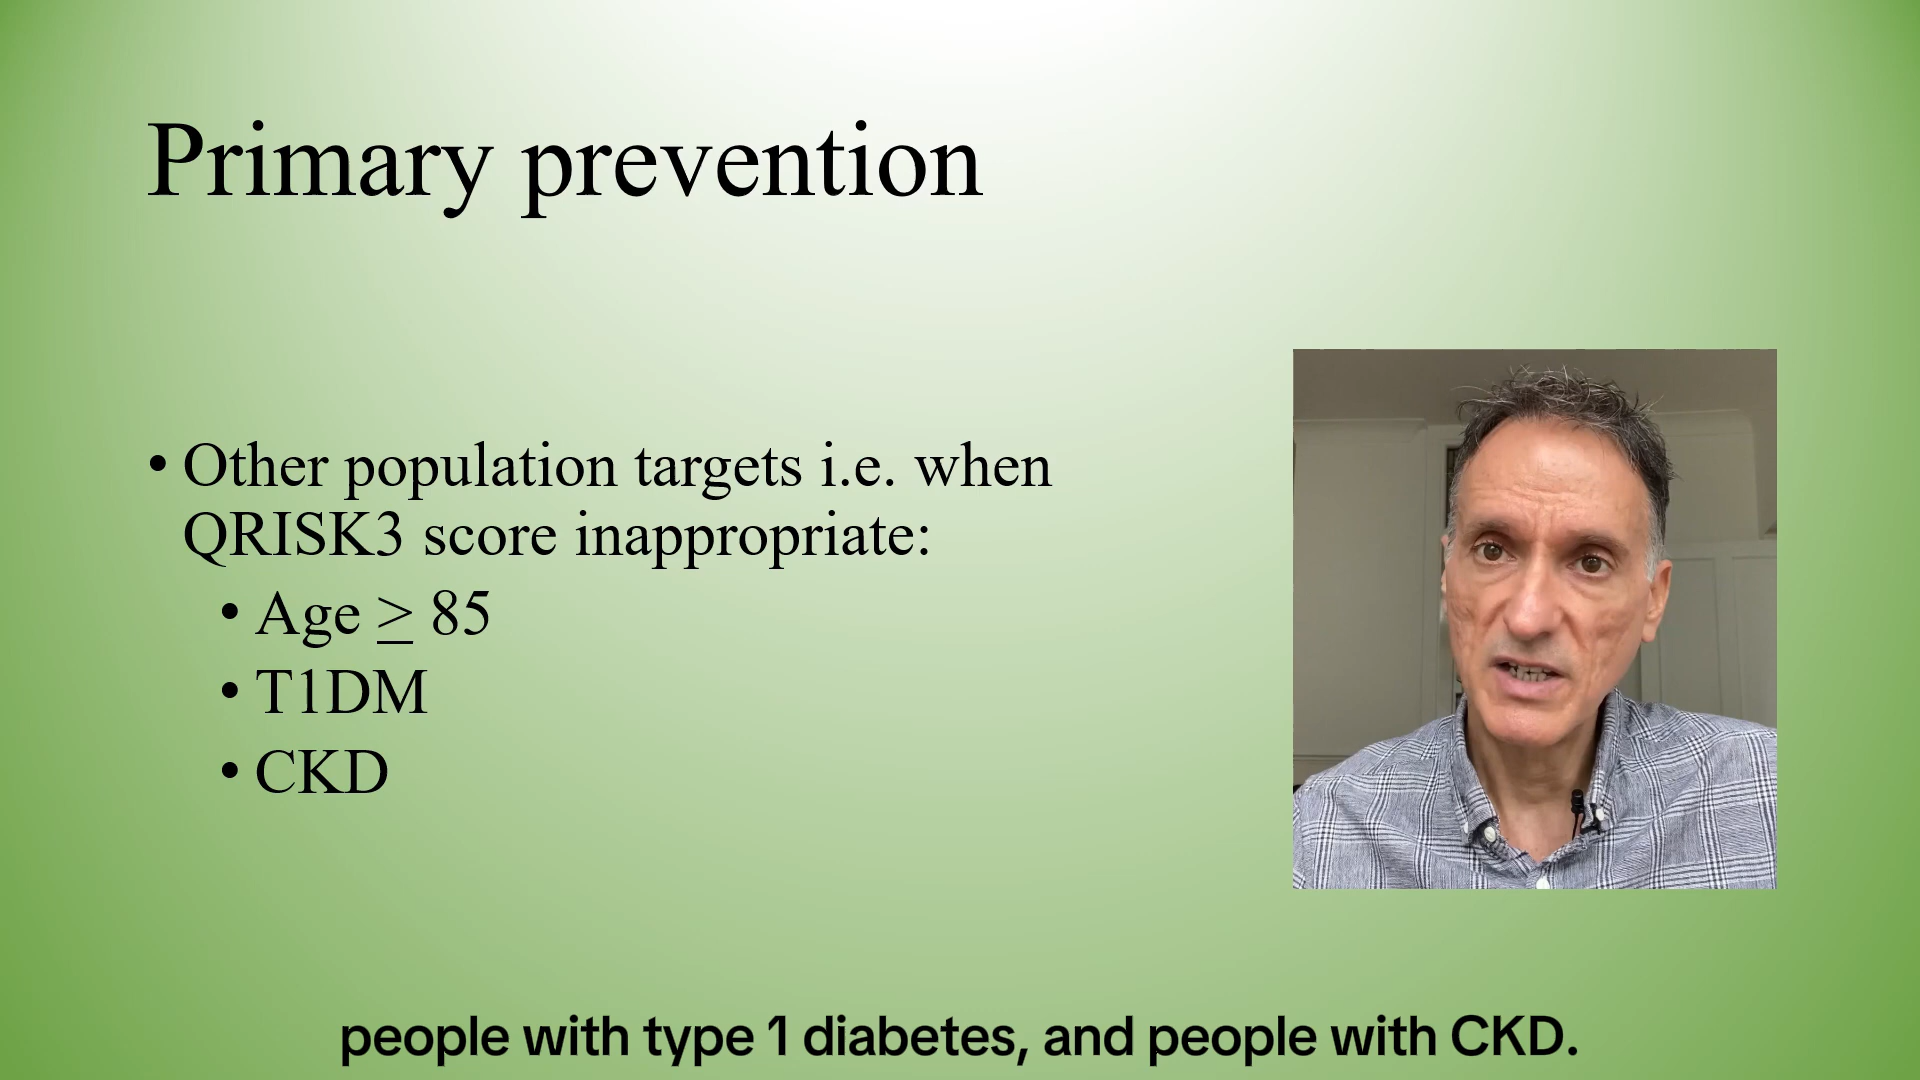 Primary prevention
• Other population targets i.e. when
QRISK3 score inappropriate:
• Age ≥ 85
• T1DM
• CKD
people with type 1 diabetes, and people with CKD.